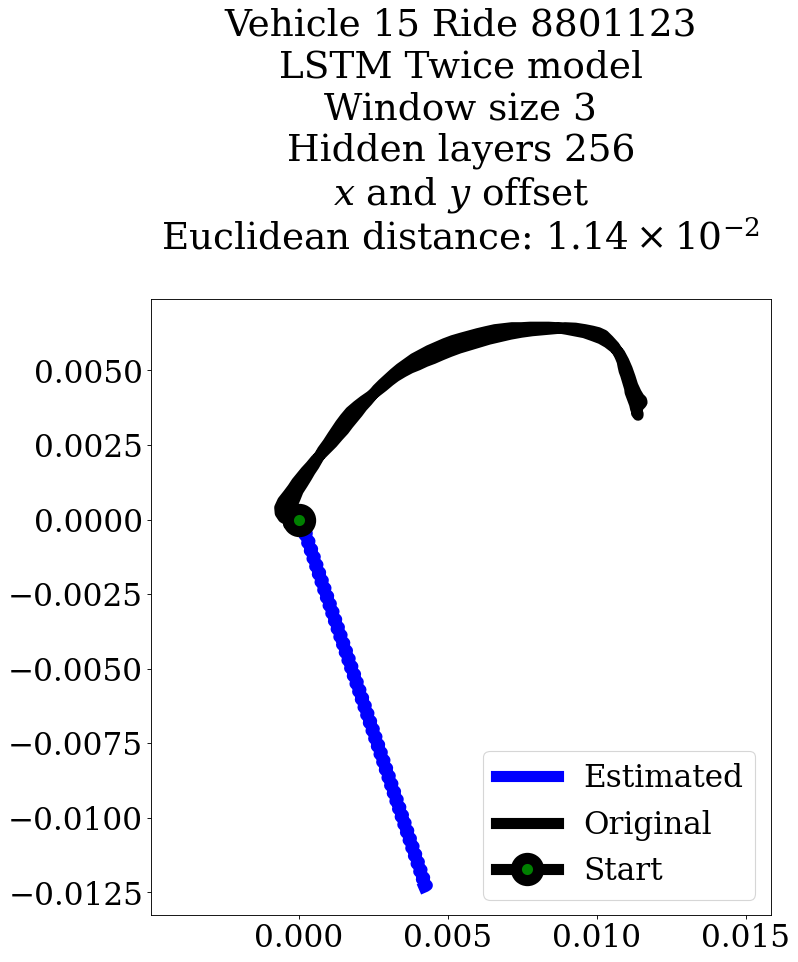 Vehicle 15 Ride 8801123
LSTM Twice model
Window size 3
Hidden layers 256
x and y offset
Euclidean distance: 1.14 × 10⁻²
0.0050
0.0025
0.0000
−0.0025
−0.0050
−0.0075
−0.0100
−0.0125
Estimated
Original
Start
0.000 0.005 0.010 0.015